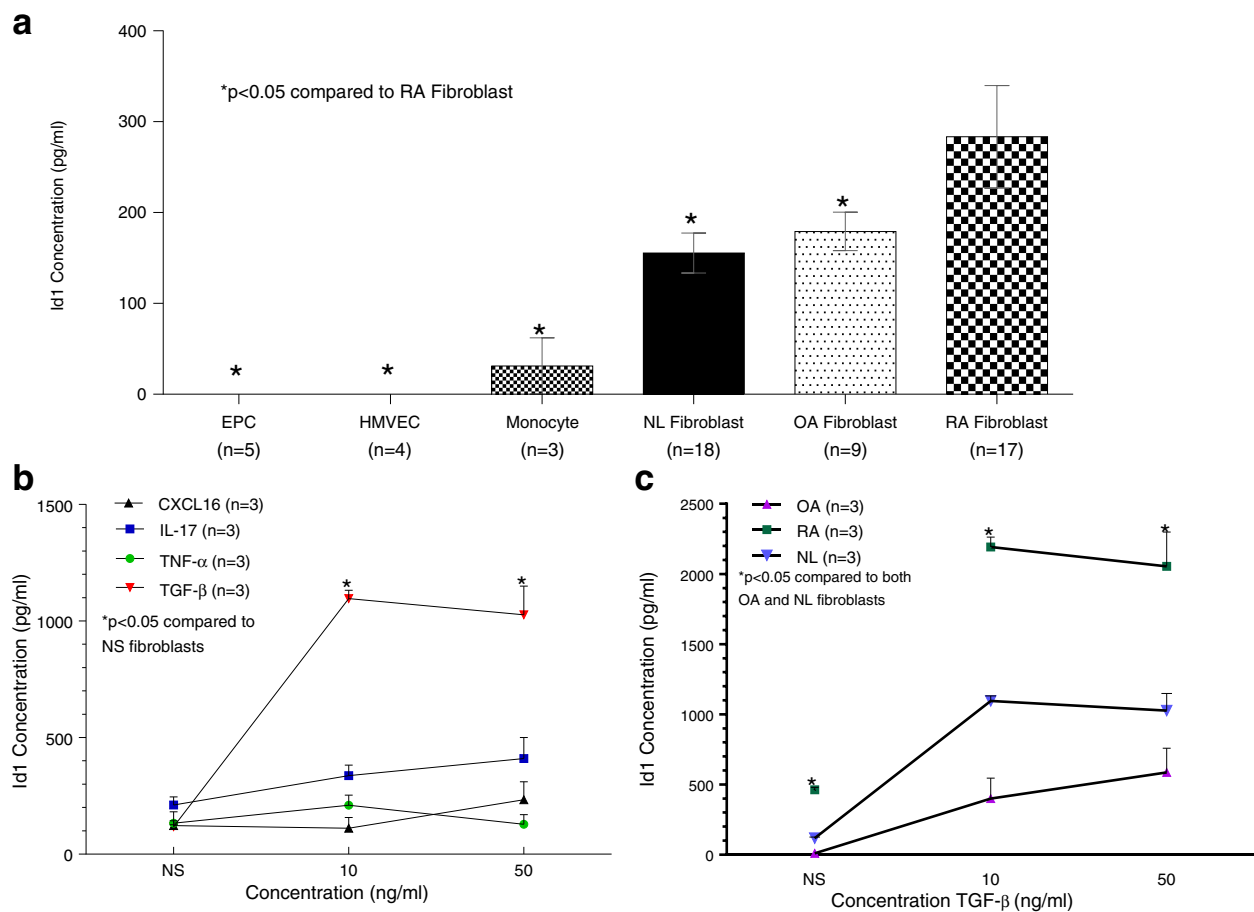 a
400
300
200
100
0
Id1 Concentration (pg/ml)
*p<0.05 compared to RA Fibroblast
*
*
*
*
*
EPC
HMVEC
Monocyte
NL Fibroblast
OA Fibroblast
RA Fibroblast
(n=5)
(n=4)
(n=3)
(n=18)
(n=9)
(n=17)
b
1500
1000
500
0
Id1 Concentration (pg/ml)
CXCL16 (n=3)
IL-17 (n=3)
TNF-α (n=3)
TGF-β (n=3)
*p<0.05 compared to
NS fibroblasts
*
*
NS
10
50
Concentration (ng/ml)
c
2500
2000
1500
1000
500
0
Id1 Concentration (pg/ml)
OA (n=3)
RA (n=3)
NL (n=3)
*p<0.05 compared to both
OA and NL fibroblasts
*
*
*
NS
10
50
Concentration TGF-β (ng/ml)